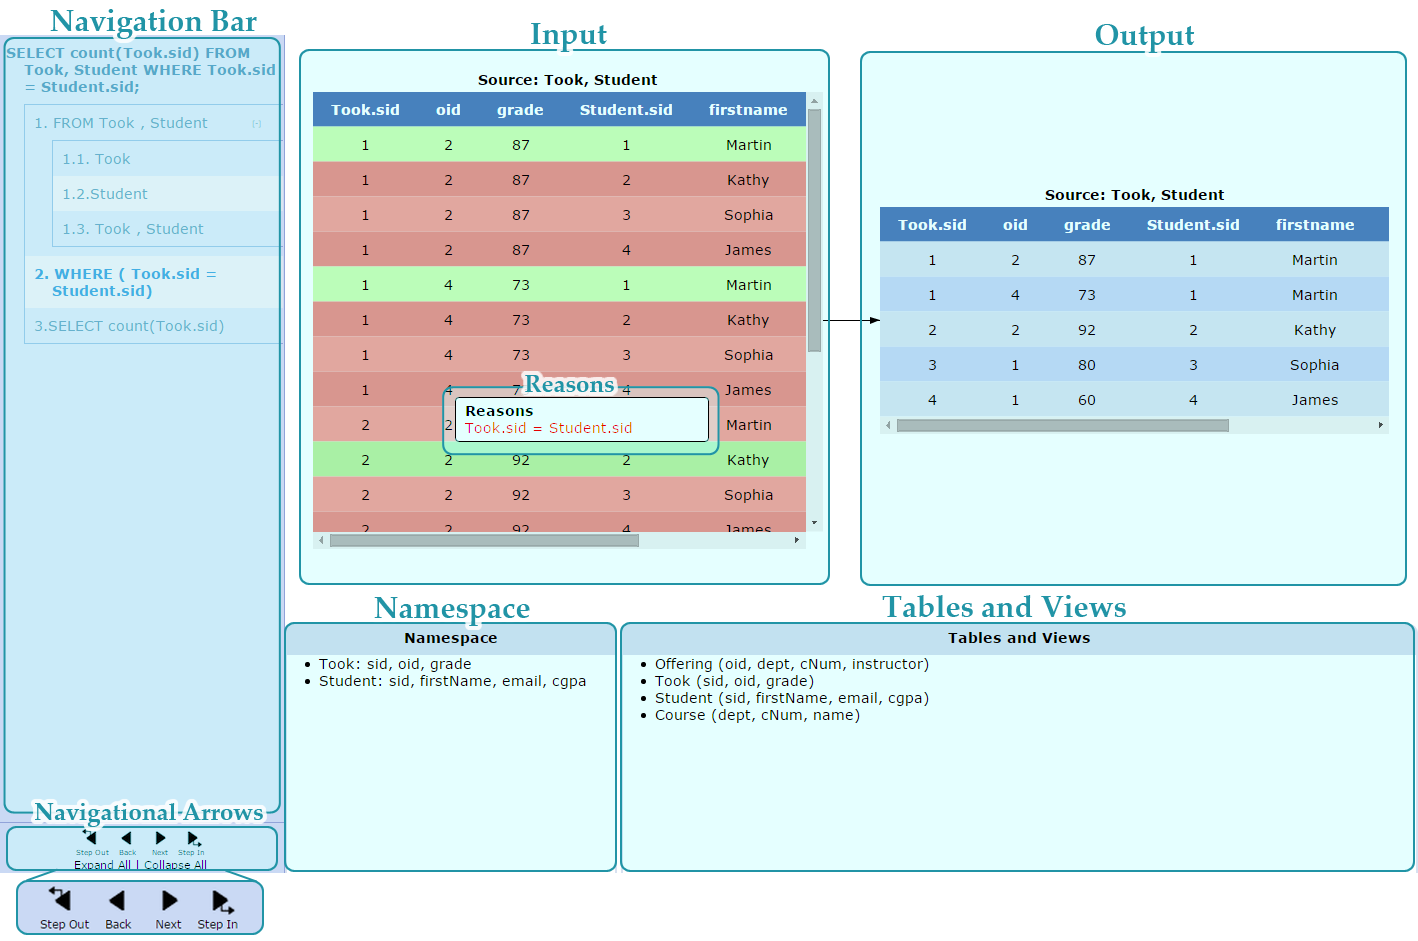 Navigation Bar
SELECT count(Took.sid) FROM
Took, Student WHERE Took.sid
= Student.sid;
1. FROM Took , Student (-)
1.1. Took
1.2.Student
1.3. Took , Student
2. WHERE ( Took.sid =
Student.sid)
3.SELECT count(Took.sid)
Navigational Arrows
Step Out Back Next Step In
Expand All | Collapse All
Step Out Back Next Step In
Input
Source: Took, Student
Took.sid oid grade Student.sid firstname
1 2 87 1 Martin
1 2 87 2 Kathy
1 2 87 3 Sophia
1 2 87 4 James
1 4 73 1 Martin
1 4 73 2 Kathy
1 4 73 3 Sophia
1 4 7 4 James
Reasons
Reasons
Took.sid = Student.sid
2 2 Martin
2 2 92 2 Kathy
2 2 92 3 Sophia
2 2 92 4 James
Output
Source: Took, Student
Took.sid oid grade Student.sid firstname
1 2 87 1 Martin
1 4 73 1 Martin
2 2 92 2 Kathy
3 1 80 3 Sophia
4 1 60 4 James
Namespace
Namespace
• Took: sid, oid, grade
• Student: sid, firstName, email, cgpa
Tables and Views
Tables and Views
• Offering (oid, dept, cNum, instructor)
• Took (sid, oid, grade)
• Student (sid, firstName, email, cgpa)
• Course (dept, cNum, name)